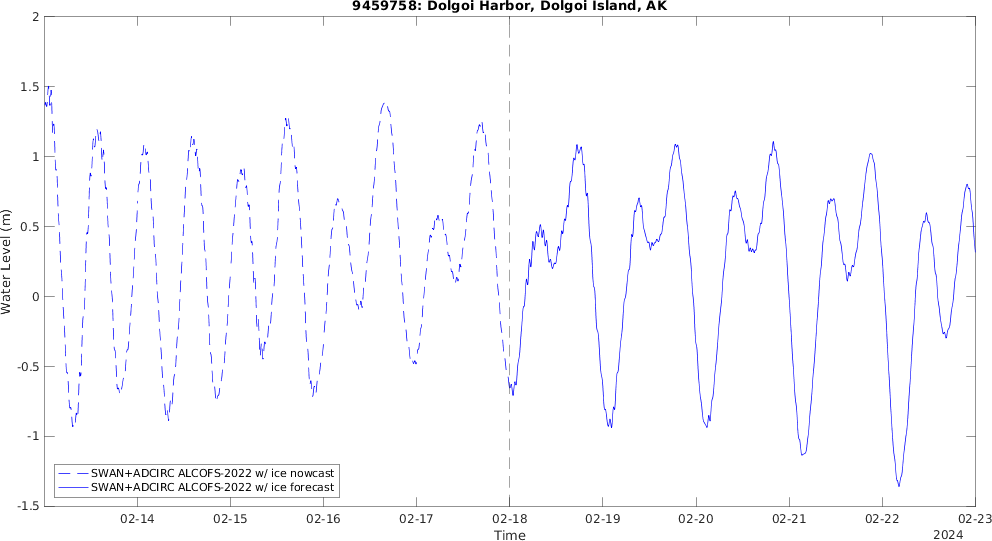 9459758: Dolgoi Harbor, Dolgoi Island, AK
2
1.5
1
0.5
0
-0.5
-1
-1.5
Water Level (m)
SWAN+ADCIRC ALCOFS-2022 w/ ice nowcast
SWAN+ADCIRC ALCOFS-2022 w/ ice forecast
02-14 02-15 02-16 02-17 02-18 02-19 02-20 02-21 02-22 02-23
Time
2024